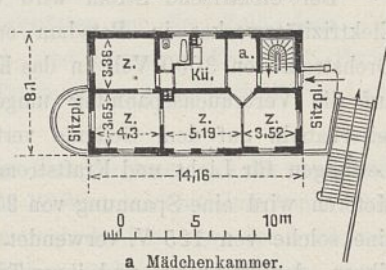 Z.
3,38
Kü.
a.
8,1
Sitzpl.
3,65
Z.
4,3
Z.
5,19
Z.
3,52
Sitzpl.
14,16
0 5 10m
a Mädchenkammer.